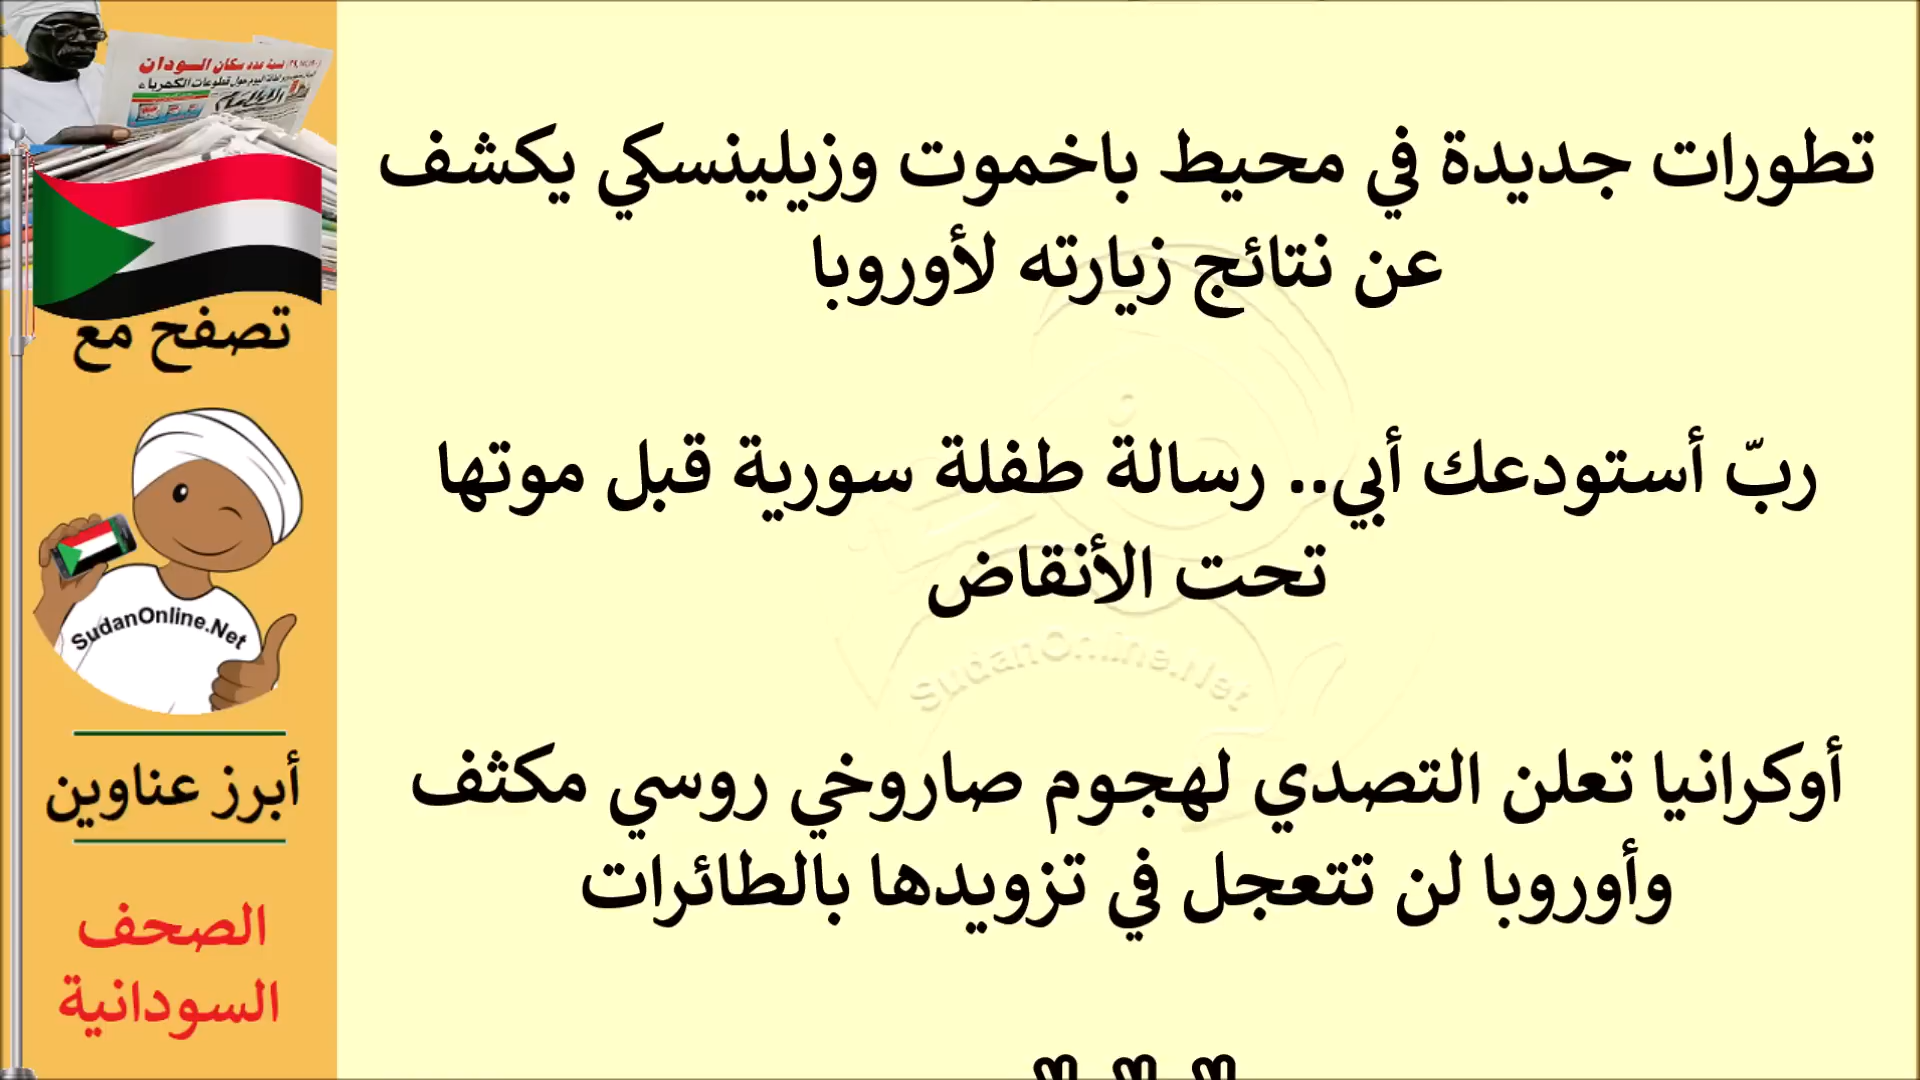 تطورات جديدة في محيط باخموت وزيلينسكي يكشف
عن نتائج زيارته لأوروبا
ربّ أستودعك أبي.. رسالة طفلة سورية قبل موتها
تحت الأنقاض
أوكرانيا تعلن التصدي لهجوم صاروخي روسي مكثف
وأوروبا لن تتعجل في تزويدها بالطائرات
تصفح مع
SudanOnline.Net
أبرز عناوين
الصحف
السودانية
SudanOnline.Net